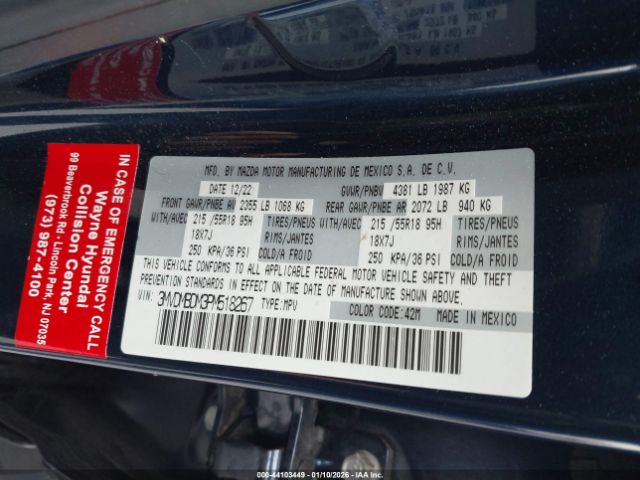 IN CASE OF EMERGENCY CALL
Wayne Hyundai
Collision Center
99 Beaverbrook Rd - Lincoln Park, NJ 07035
(973) 987-4100
MFD. BY MAZDA MOTOR MANUFACTURING DE MEXICO S.A. DE C.V.
DATE 12/22 GVWR/PNBV 4381 LB 1987 KG
FRONT GAWR/PNBE AV 2355 LB 1068 KG REAR GAWR/PNBE AR 2072 LB 940 KG
WITH/AVEC 215 /55R18 95H TIRES/PNEUS WITH/AVEC 215 /55R18 95H TIRES/PNEUS
18X7J RIMS/JANTES 18X7J RIMS/JANTES
250 KPA/36 PSI COLD/A FROID 250 KPA/36 PSI COLD/A FROID
THIS VEHICLE CONFORMS TO ALL APPLICABLE FEDERAL MOTOR VEHICLE SAFETY AND THEFT
PREVENTION STANDARDS IN EFFECT ON THE DATE OF MANUFACTURE SHOWN ABOVE.
VIN: 3MVDMBDM3PM518267 TYPE:MPV COLOR CODE:42M MADE IN MEXICO
© IAAI - 44103449 - 01/10/2026 - IAAI ©